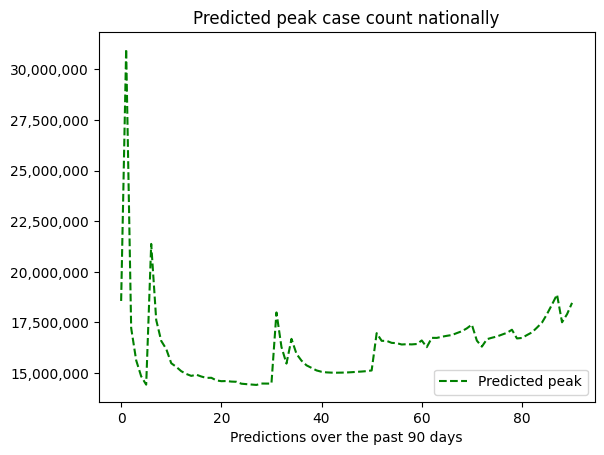 Predicted peak case count nationally
30,000,000
27,500,000
25,000,000
22,500,000
20,000,000
17,500,000
15,000,000
Predicted peak
0 20 40 60 80
Predictions over the past 90 days